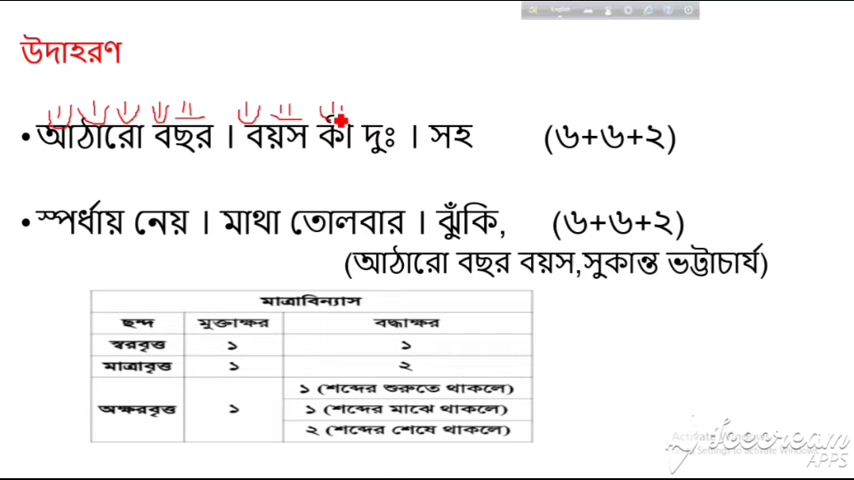 উদাহরণ
• আঠারো বছর । বয়স কী দুঃ । সহ (৬+৬+২)
• স্পর্ধায় নেয় । মাথা তোলবার । ঝুঁকি, (৬+৬+২)
(আঠারো বছর বয়স,সুকান্ত ভট্টাচার্য)
মাত্রাবিন্যাস
ছন্দ মুক্তাক্ষর বদ্ধাক্ষর
স্বরবৃত্ত ১ ১
মাত্রাবৃত্ত ১ ২
অক্ষরবৃত্ত ১ ১ (শব্দের শুরুতে থাকলে)
১ (শব্দের মাঝে থাকলে)
২ (শব্দের শেষে থাকলে)
Icecream
APPS